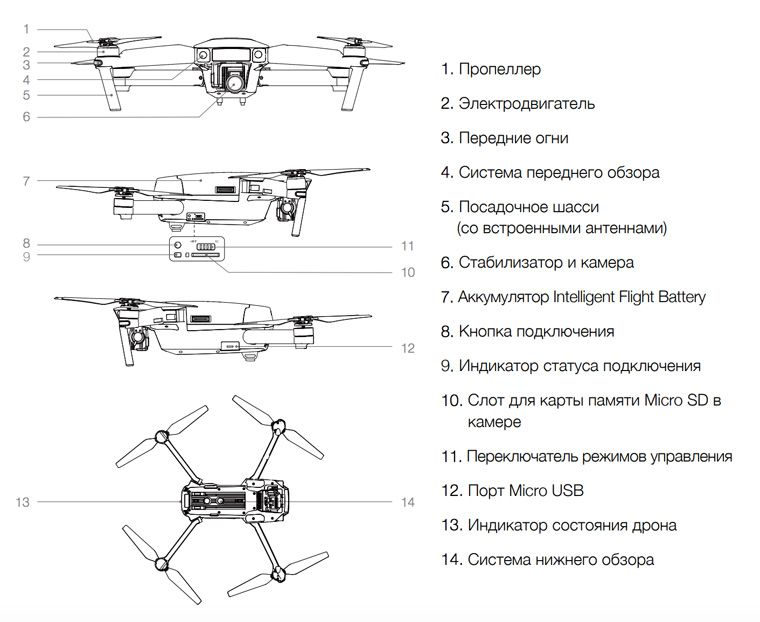 1
2
3
4
5
6
7
8
9
11
10
12
13
14
1. Пропеллер
2. Электродвигатель
3. Передние огни
4. Система переднего обзора
5. Посадочное шасси
(со встроенными антеннами)
6. Стабилизатор и камера
7. Аккумулятор Intelligent Flight Battery
8. Кнопка подключения
9. Индикатор статуса подключения
10. Слот для карты памяти Micro SD в
камере
11. Переключатель режимов управления
12. Порт Micro USB
13. Индикатор состояния дрона
14. Система нижнего обзора